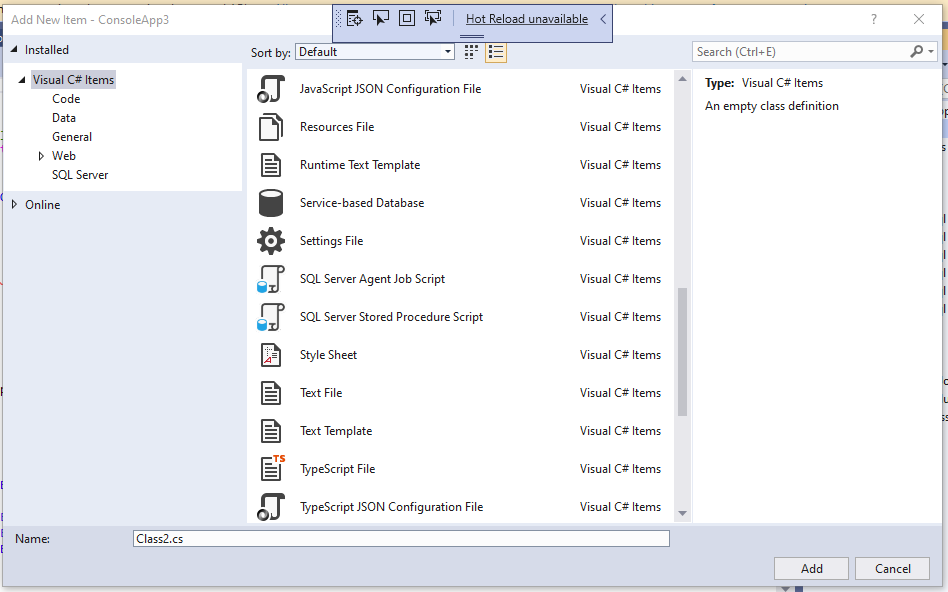 Add New Item - ConsoleApp3
Hot Reload unavailable
?
Installed
Sort by: Default
Search (Ctrl+E)
Visual C# Items
Code
Data
General
Web
SQL Server
Online
JavaScript JSON Configuration File Visual C# Items
Resources File Visual C# Items
Runtime Text Template Visual C# Items
Service-based Database Visual C# Items
Settings File Visual C# Items
SQL Server Agent Job Script Visual C# Items
SQL Server Stored Procedure Script Visual C# Items
Style Sheet Visual C# Items
Text File Visual C# Items
Text Template Visual C# Items
TS
TypeScript File Visual C# Items
TypeScript JSON Configuration File Visual C# Items
Type: Visual C# Items
An empty class definition
Name: Class2.cs
Add Cancel